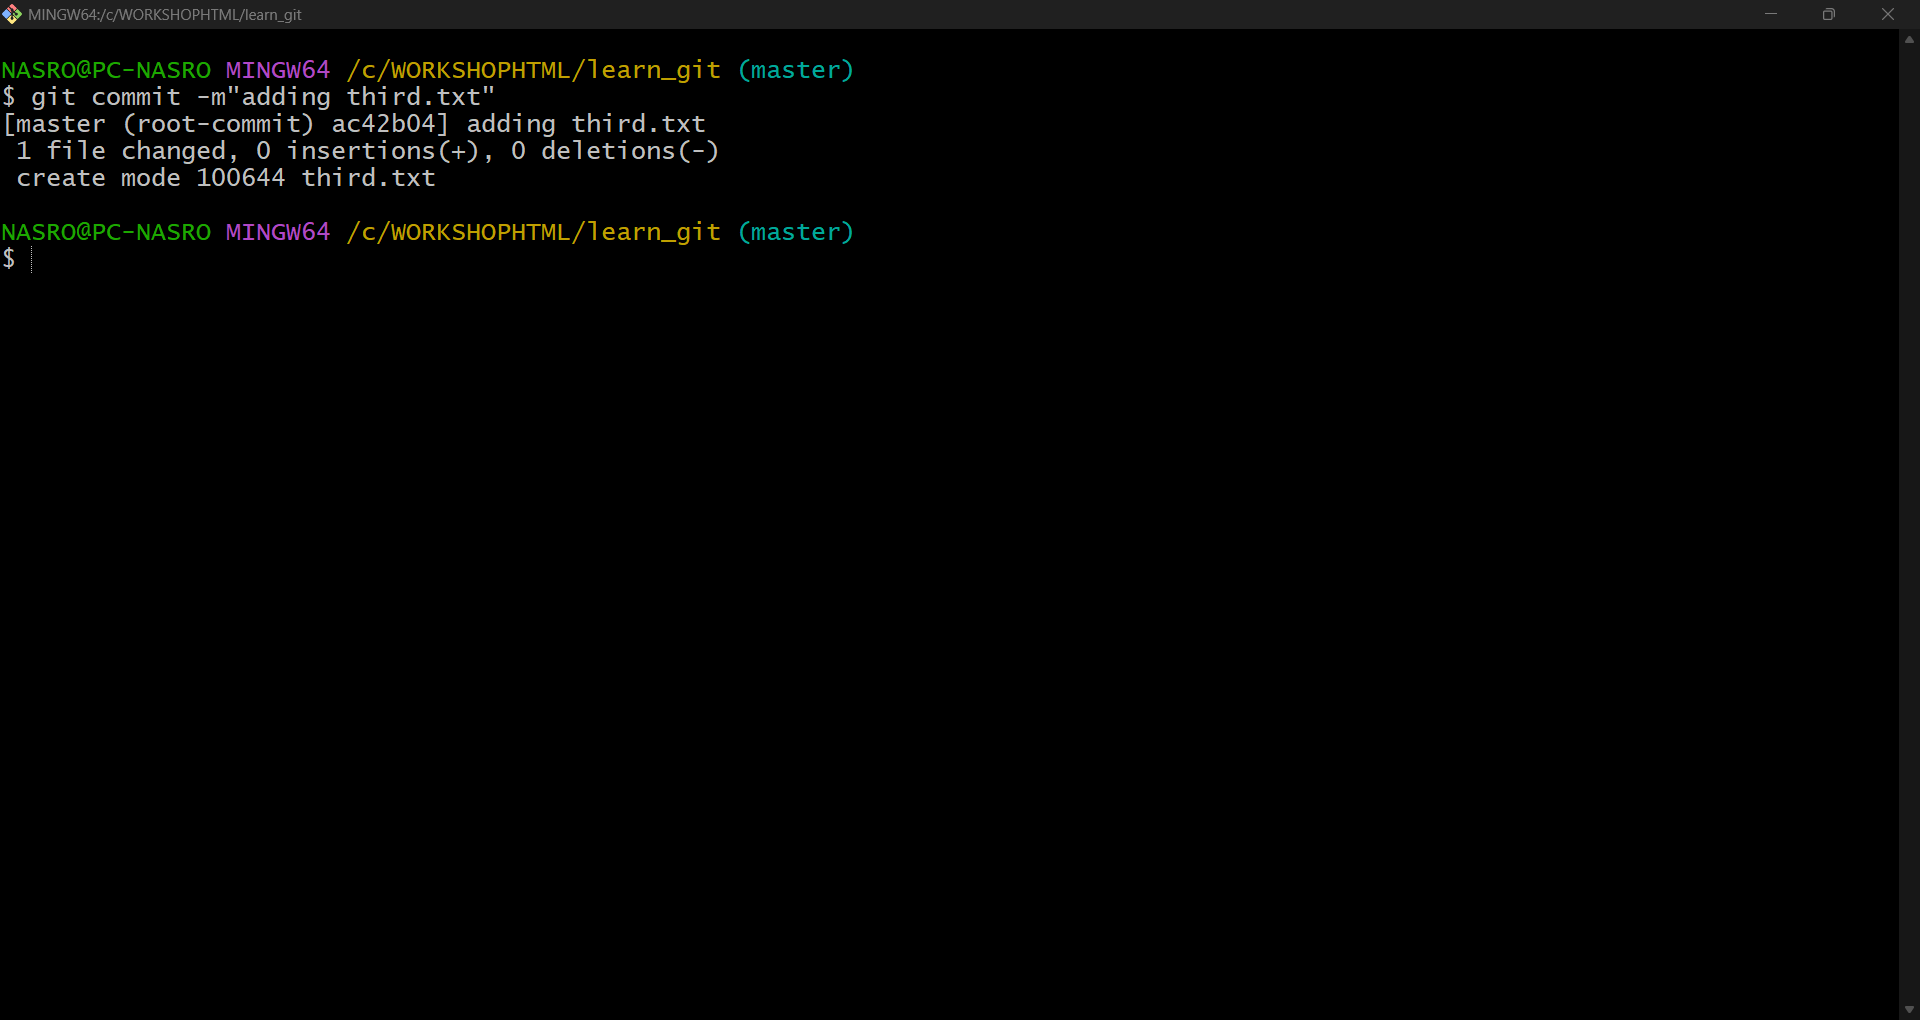 MINGW64:/c/WORKSHOPHTML/learn_git
NASRO@PC-NASRO MINGW64 /c/WORKSHOPHTML/learn_git (master)
$ git commit -m"adding third.txt"
[master (root-commit) ac42b04] adding third.txt
 1 file changed, 0 insertions(+), 0 deletions(-)
 create mode 100644 third.txt
NASRO@PC-NASRO MINGW64 /c/WORKSHOPHTML/learn_git (master)
$